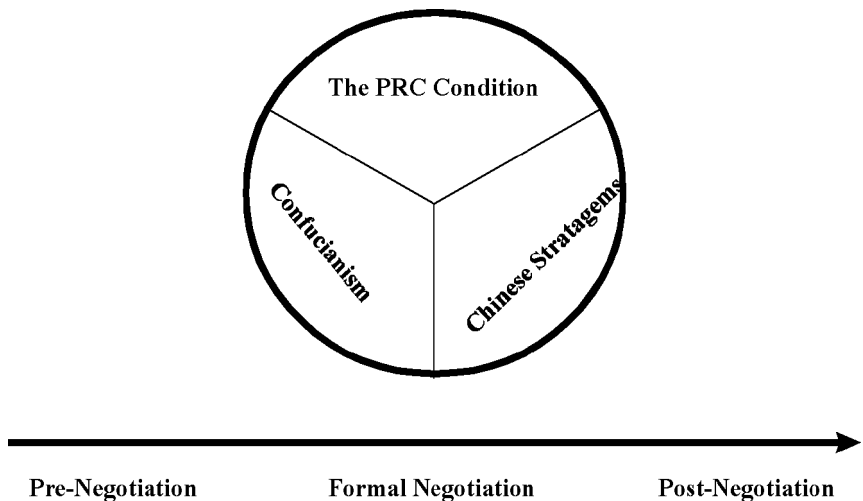 The PRC Condition
Confucianism
Chinese Stratagems
Pre-Negotiation
Formal Negotiation
Post-Negotiation